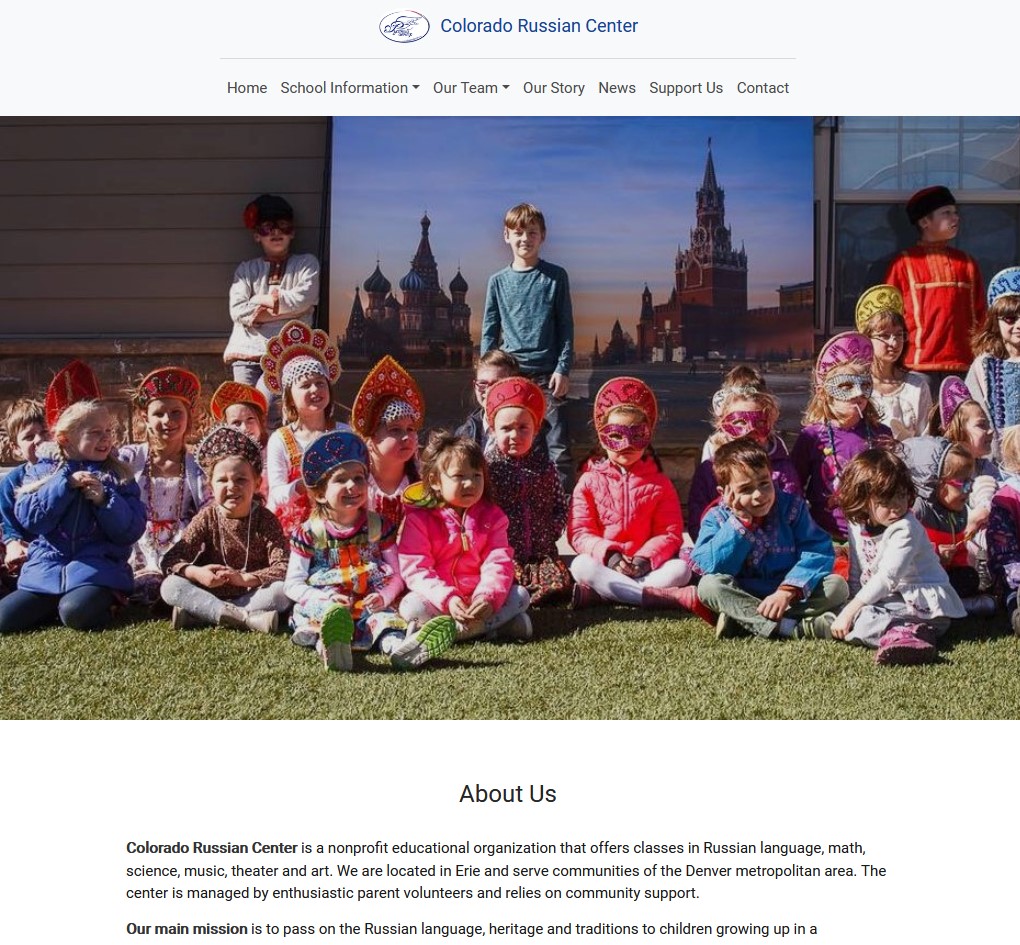 Colorado Russian Center
Home School Information Our Team Our Story News Support Us Contact
About Us
Colorado Russian Center is a nonprofit educational organization that offers classes in Russian language, math,
science, music, theater and art. We are located in Erie and serve communities of the Denver metropolitan area. The
center is managed by enthusiastic parent volunteers and relies on community support.
Our main mission is to pass on the Russian language, heritage and traditions to children growing up in a